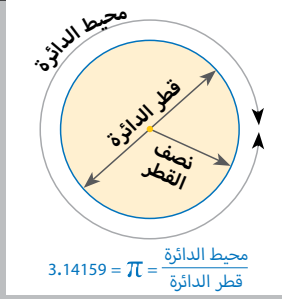 محيط الدائرة
قطر الدائرة
نصف
القطر
محيط الدائرة
3.14159 = π = 
قطر الدائرة